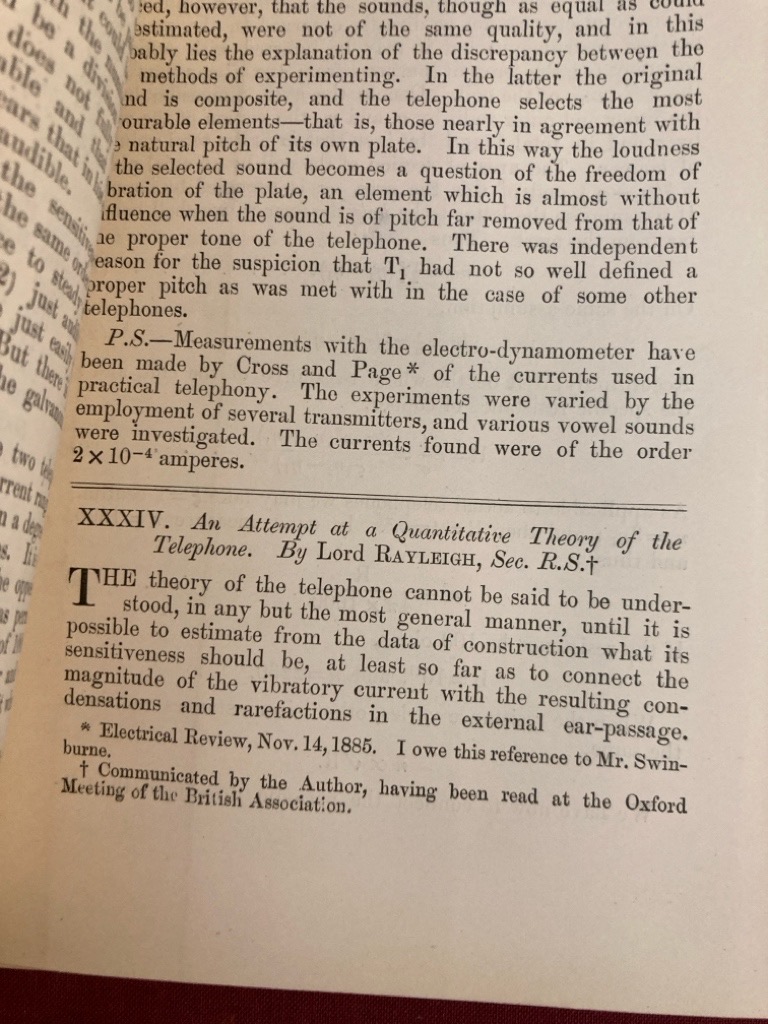 however, that the sounds, though as equal as could
estimated, were not of the same quality, and in this
bably lies the explanation of the discrepancy between the
methods of experimenting. In the latter the original
nd is composite, and the telephone selects the most
ourable elements—that is, those nearly in agreement with
natural pitch of its own plate. In this way the loudness
the selected sound becomes a question of the freedom of
bration of the plate, an element which is almost without
fluence when the sound is of pitch far removed from that of
proper tone of the telephone. There was independent
eason for the suspicion that T₁ had not so well defined a
proper pitch as was met with in the case of some other
telephones.
P.S.—Measurements with the electro-dynamometer have
been made by Cross and Page* of the currents used in
practical telephony. The experiments were varied by the
employment of several transmitters, and various vowel sounds
were investigated. The currents found were of the order
2 × 10⁻⁴ amperes.
XXXIV. An Attempt at a Quantitative Theory of the
Telephone. By Lord RAYLEIGH, Sec. R.S.†
THE theory of the telephone cannot be said to be under-
stood, in any but the most general manner, until it is
possible to estimate from the data of construction what its
sensitiveness should be, at least so far as to connect the
magnitude of the vibratory current with the resulting con-
densations and rarefactions in the external ear-passage.
* Electrical Review, Nov. 14, 1885. I owe this reference to Mr. Swin-
burne.
† Communicated by the Author, having been read at the Oxford
Meeting of the British Association.